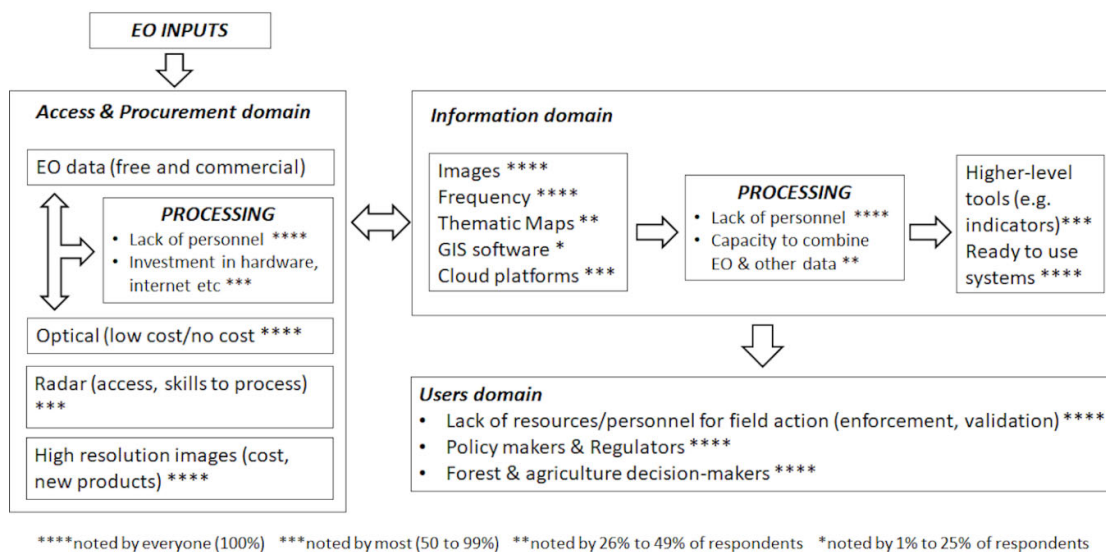 EO INPUTS
Access & Procurement domain
EO data (free and commercial)
PROCESSING
• Lack of personnel ****
• Investment in hardware,
internet etc ***
Optical (low cost/no cost ****
Radar (access, skills to process)
***
High resolution images (cost,
new products) ****
Information domain
Images ****
Frequency ****
Thematic Maps **
GIS software *
Cloud platforms ***
PROCESSING
• Lack of personnel ****
• Capacity to combine
EO & other data **
Higher-level
tools (e.g.
indicators)***
Ready to use
systems ****
Users domain
• Lack of resources/personnel for field action (enforcement, validation) ****
• Policy makers & Regulators ****
• Forest & agriculture decision-makers ****
****noted by everyone (100%) ***noted by most (50 to 99%) **noted by 26% to 49% of respondents *noted by 1% to 25% of respondents